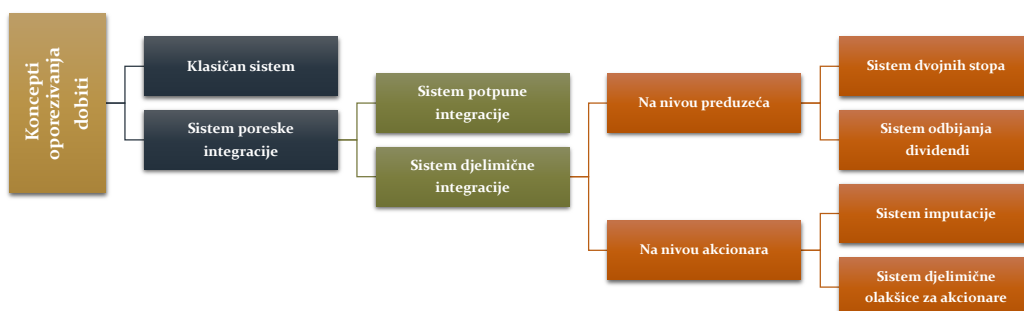 Koncepti
oporezivanja
dobiti
Klasičan sistem
Sistem poreske
integracije
Sistem potpune
integracije
Sistem djelimične
integracije
Na nivou preduzeća
Sistem dvojnih stopa
Sistem odbijanja
dividendi
Na nivou akcionara
Sistem imputacije
Sistem djelimične
olakšice za akcionare